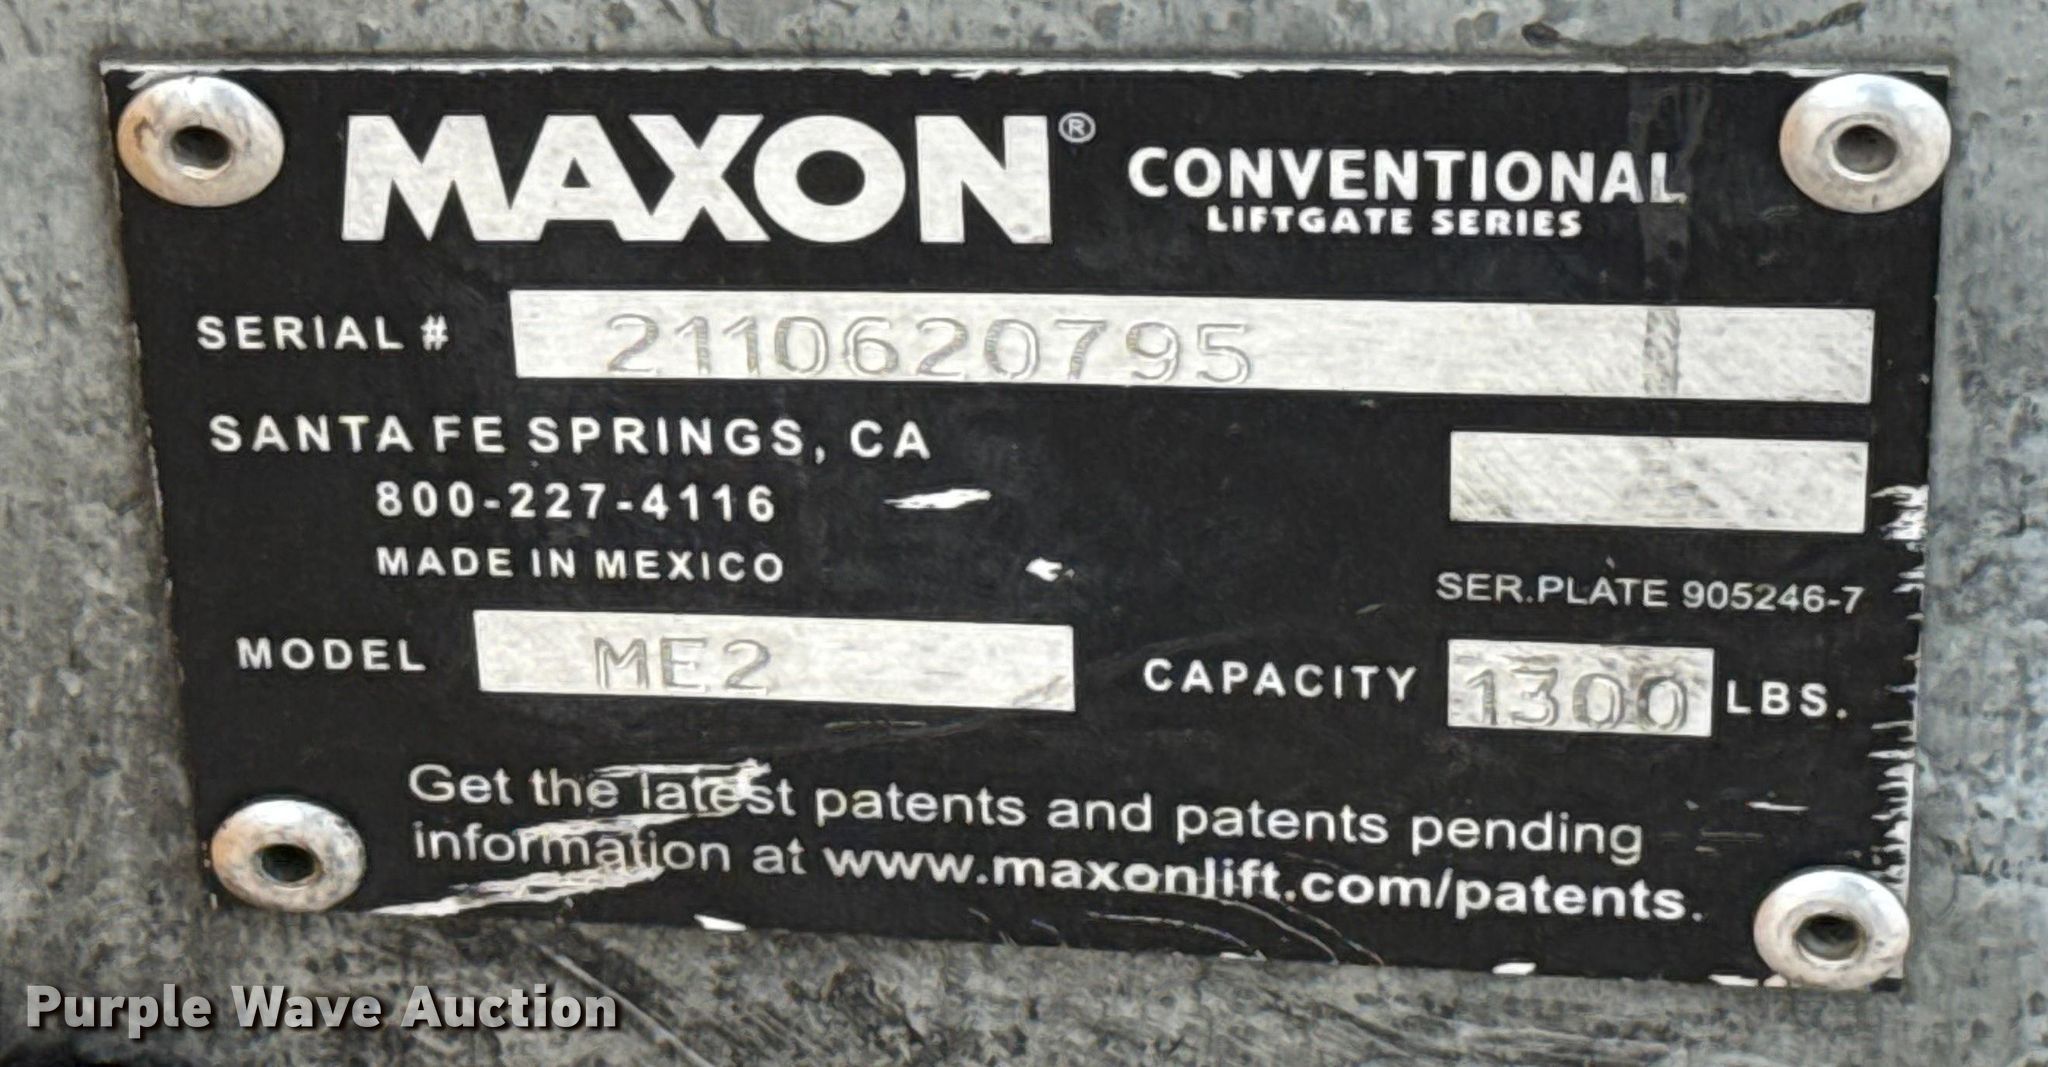 MAXON® CONVENTIONAL
LIFTGATE SERIES
SERIAL # 2110620795
SANTA FE SPRINGS, CA
800-227-4116
MADE IN MEXICO
SER.PLATE 905246-7
MODEL ME2 CAPACITY 1300 LBS.
Get the latest patents and patents pending
information at www.maxonlift.com/patents.
Purple Wave Auction